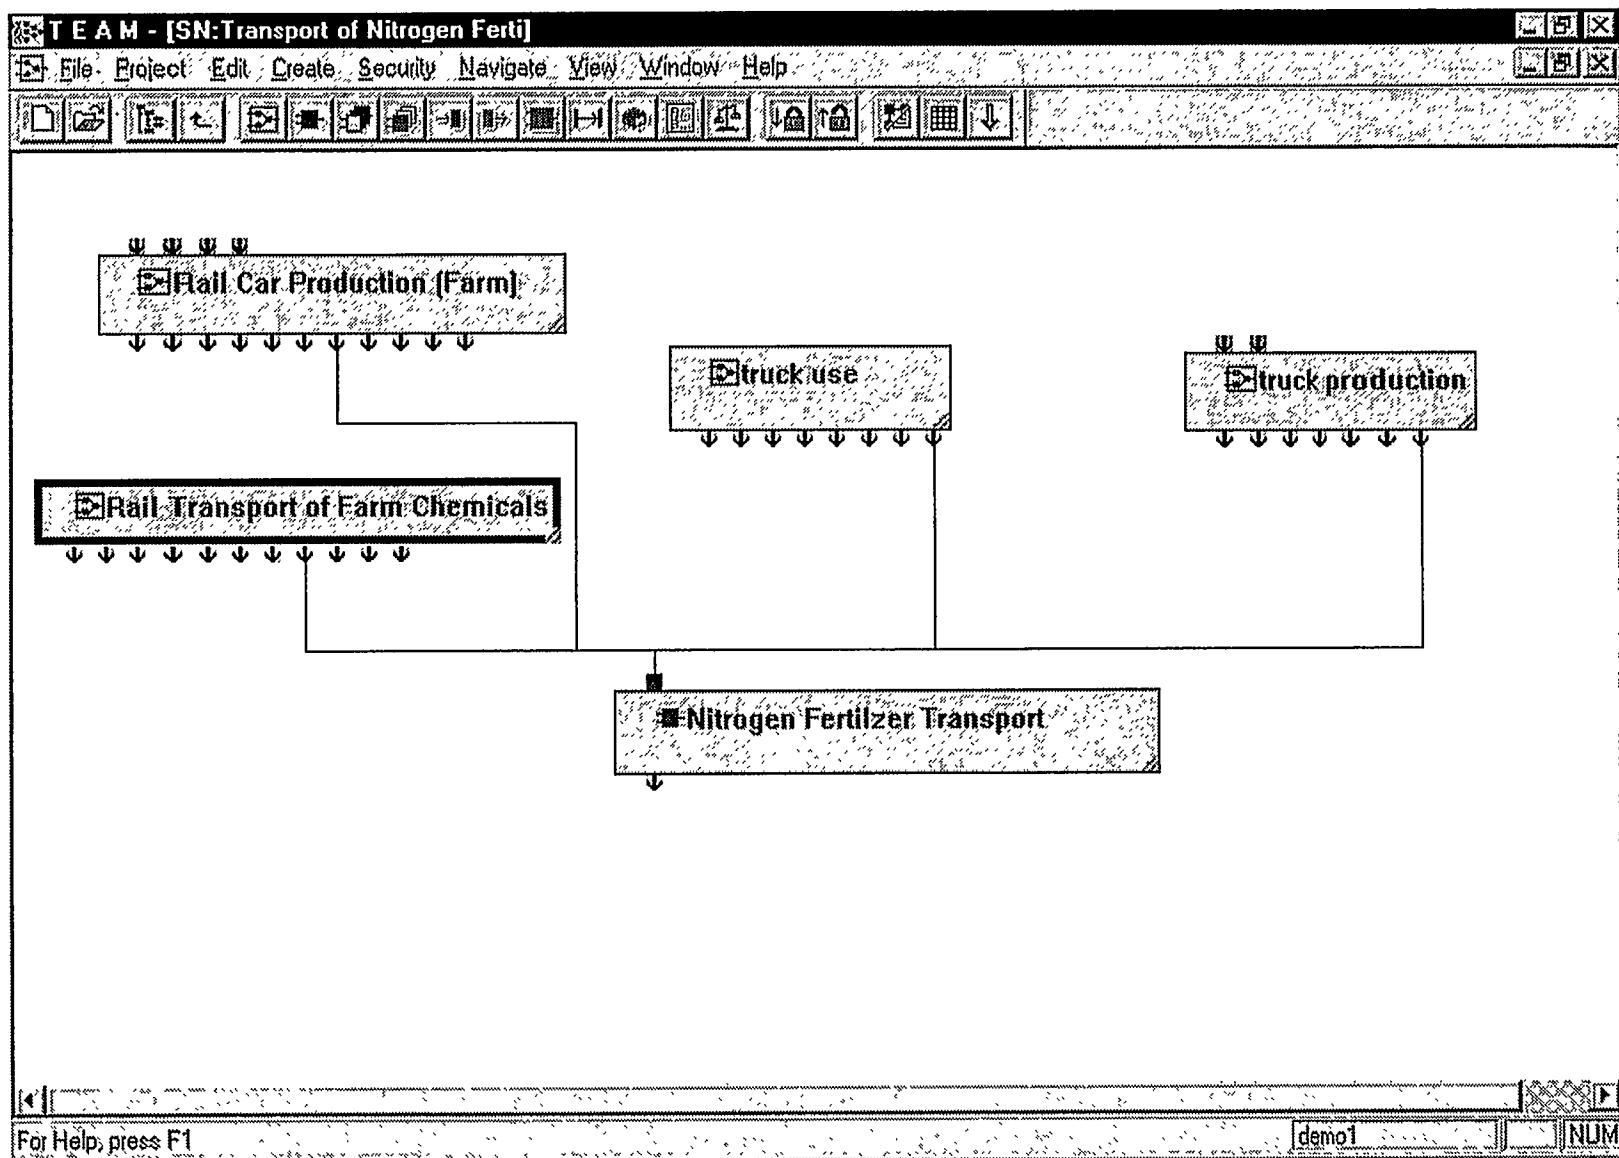 T E A M - [SN:Transport of Nitrogen Ferti]
File Project Edit Create Security Navigate View Window Help
Rail Car Production (Farm)
truck use
truck production
Rail Transport of Farm Chemicals
Nitrogen Fertilzer Transport
For Help, press F1
demo1
NUM